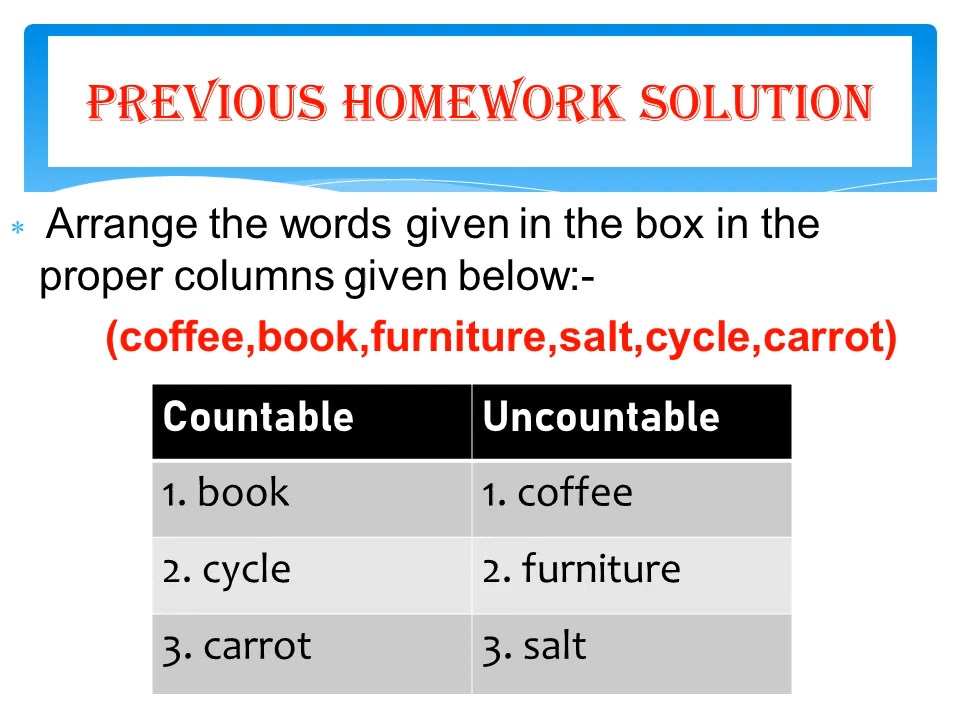 PREVIOUS HOMEWORK SOLUTION
* Arrange the words given in the box in the
proper columns given below:-
(coffee,book,furniture,salt,cycle,carrot)
Countable Uncountable
1. book 1. coffee
2. cycle 2. furniture
3. carrot 3. salt